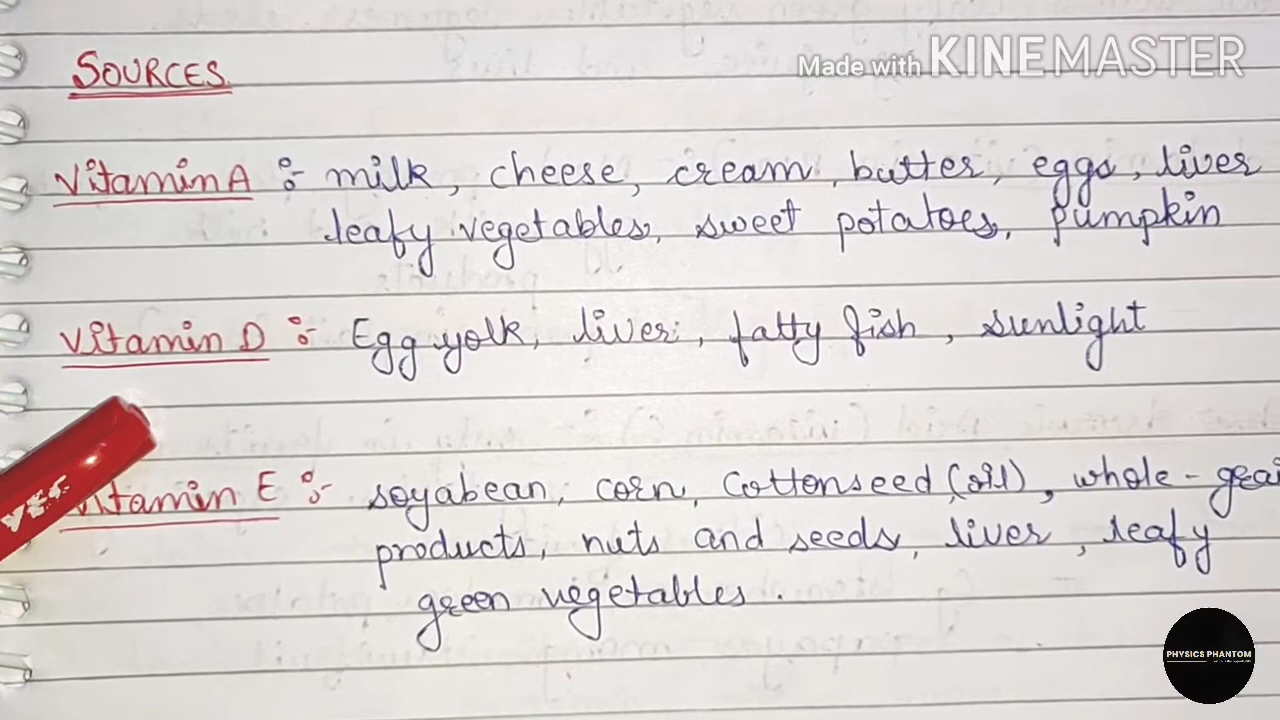 SOURCES
Made with KINEMASTER
Vitamin A :- milk, cheese, cream, butter, eggs, liver
leafy vegetables, sweet potatoes, pumpkin
Vitamin D :- Egg yolk, liver, fatty fish, sunlight
Vitamin E :- soyabean, corn, cottonseed (oil), whole-grai
products, nuts and seeds, liver, leafy
green vegetables.
PHYSICS PHANTOM